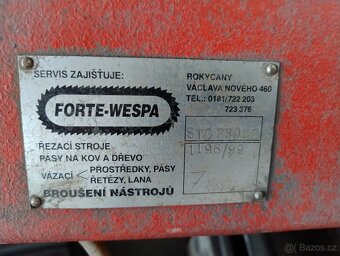 SERVIS ZAJIŠŤUJE:
FORTE-WESPA
ŘEZACÍ STROJE
PÁSY NA KOV A DŘEVO
VÁZACÍ < PROSTŘEDKY, PÁSY
ŘETĚZY, LANA
BROUŠENÍ NÁSTROJŮ
ROKYCANY
VÁCLAVA NOVÉHO 460
TEL.: 0181/722 203
723 376
1196/99
bazoš.cz